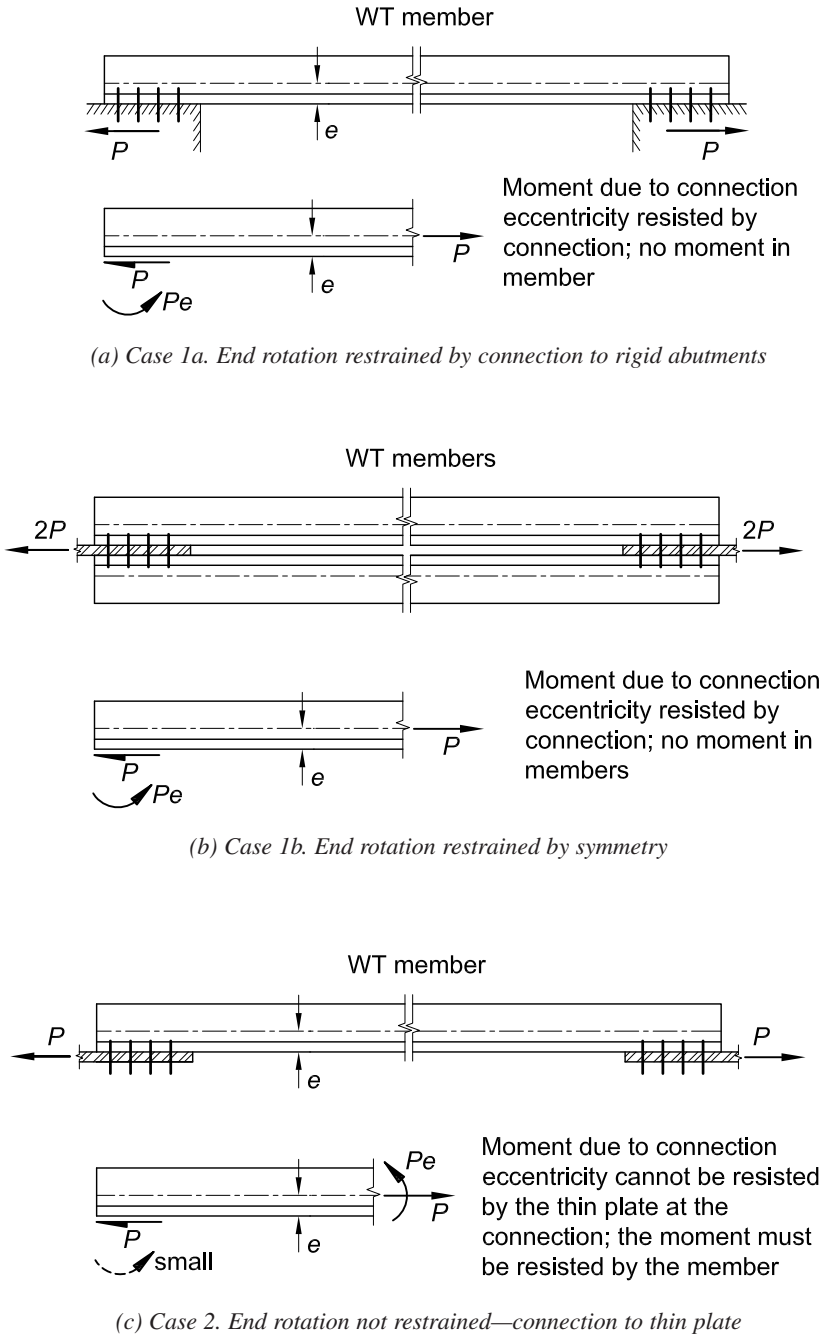 WT member
P
e
P
P
P
e
Pe
Moment due to connection
eccentricity resisted by
connection; no moment in
member
(a) Case 1a. End rotation restrained by connection to rigid abutments
WT members
2P
2P
P
P
e
Pe
Moment due to connection
eccentricity resisted by
connection; no moment in
members
(b) Case 1b. End rotation restrained by symmetry
WT member
P
P
e
Pe
P
P
e
small
Moment due to connection
eccentricity cannot be resisted
by the thin plate at the
connection; the moment must
be resisted by the member
(c) Case 2. End rotation not restrained—connection to thin plate